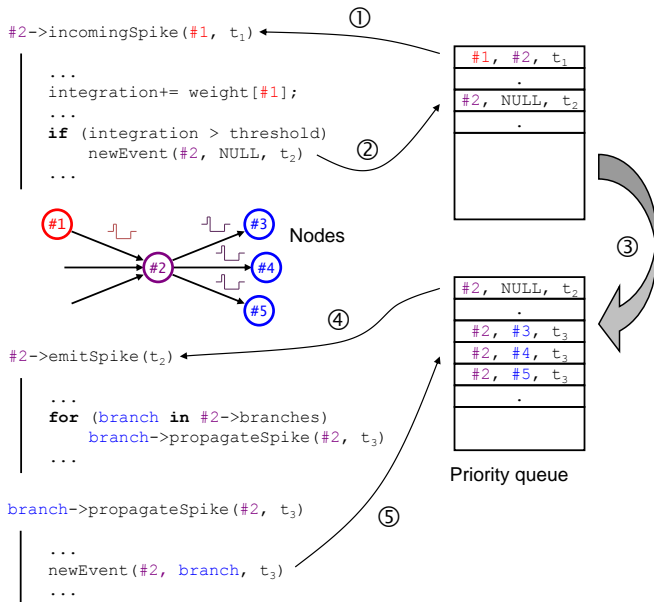 ①
#2->incomingSpike(#1, t1)
...
integration+= weight[#1];
...
if (integration > threshold)
newEvent(#2, NULL, t2)
...
②
#1, #2, t1
.
#2, NULL, t2
.
③
#1
#2
#3
#4
#5
Nodes
#2, NULL, t2
.
#2, #3, t3
#2, #4, t3
#2, #5, t3
.
Priority queue
④
#2->emitSpike(t2)
...
for (branch in #2->branches)
branch->propagateSpike(#2, t3)
...
⑤
branch->propagateSpike(#2, t3)
...
newEvent(#2, branch, t3)
...